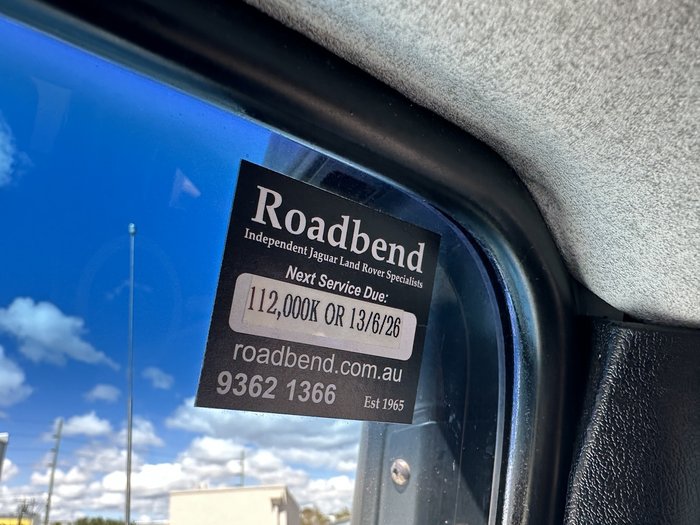 Roadbend
Independent Jaguar Land Rover Specialists
Next Service Due:
112,000K OR 13/6/26
roadbend.com.au
9362 1366
Est 1965